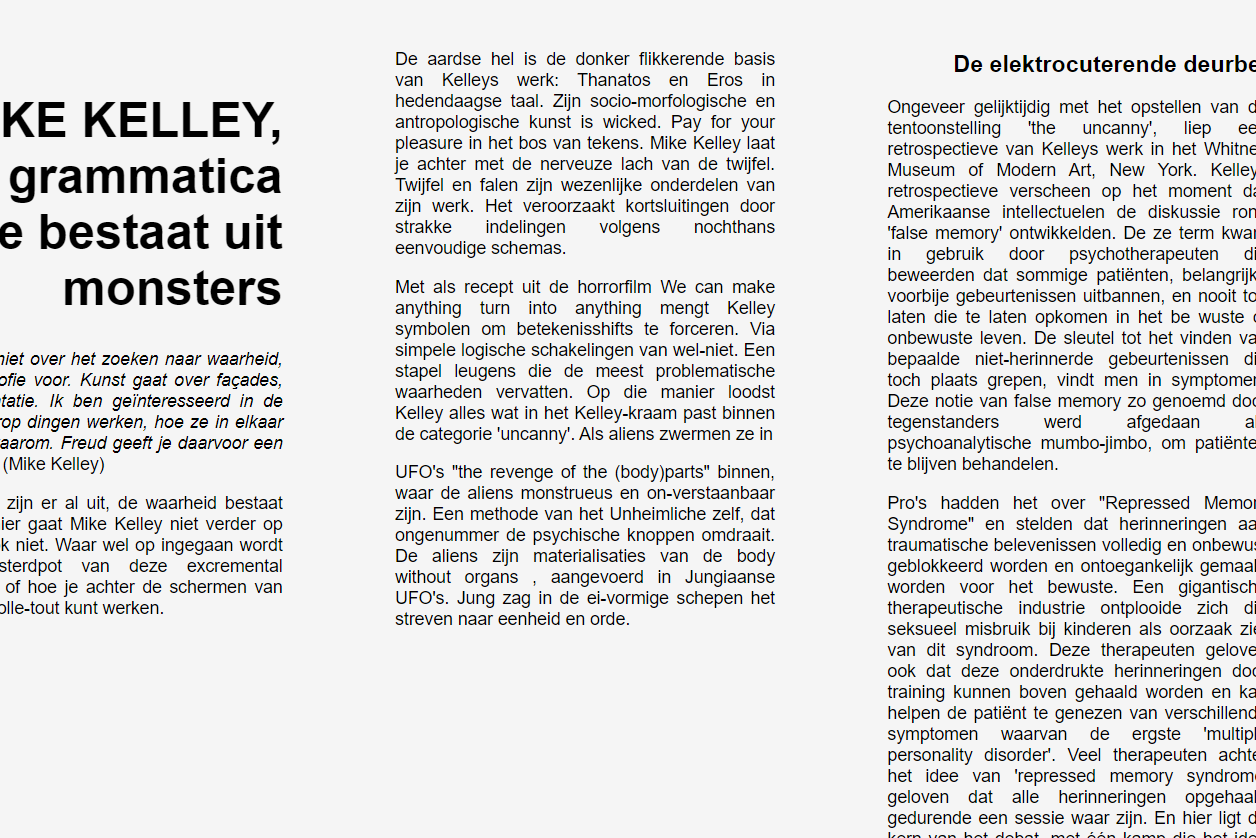 KE KELLEY,
grammatica
e bestaat uit
monsters
niet over het zoeken naar waarheid,
ofie voor. Kunst gaat over façades,
tatie. Ik ben geïnteresseerd in de
rop dingen werken, hoe ze in elkaar
aarom. Freud geeft je daarvoor een
(Mike Kelley)
zijn er al uit, de waarheid bestaat
ier gaat Mike Kelley niet verder op
k niet. Waar wel op ingegaan wordt
sterdpot van deze excremental
of hoe je achter de schermen van
olle-tout kunt werken.
De aardse hel is de donker flikkerende basis
van Kelleys werk: Thanatos en Eros in
hedendaagse taal. Zijn socio-morfologische en
antropologische kunst is wicked. Pay for your
pleasure in het bos van tekens. Mike Kelley laat
je achter met de nerveuze lach van de twijfel.
Twijfel en falen zijn wezenlijke onderdelen van
zijn werk. Het veroorzaakt kortsluitingen door
strakke indelingen volgens nochthans
eenvoudige schemas.
Met als recept uit de horrorfilm We can make
anything turn into anything mengt Kelley
symbolen om betekenisshifts te forceren. Via
simpele logische schakelingen van wel-niet. Een
stapel leugens die de meest problematische
waarheden vervatten. Op die manier loodst
Kelley alles wat in het Kelley-kraam past binnen
de categorie 'uncanny'. Als aliens zwermen ze in
UFO's "the revenge of the (body)parts" binnen,
waar de aliens monstrueus en on-verstaanbaar
zijn. Een methode van het Unheimliche zelf, dat
ongenummer de psychische knoppen omdraait.
De aliens zijn materialisaties van de body
without organs , aangevoerd in Jungiaanse
UFO's. Jung zag in de ei-vormige schepen het
streven naar eenheid en orde.
De elektrocuterende deurbe
Ongeveer gelijktijdig met het opstellen van d
tentoonstelling 'the uncanny', liep ee
retrospectieve van Kelleys werk in het Whitne
Museum of Modern Art, New York. Kelley
retrospectieve verscheen op het moment da
Amerikaanse intellectuelen de diskussie ron
'false memory' ontwikkelden. De ze term kwar
in gebruik door psychotherapeuten di
beweerden dat sommige patiënten, belangrijk
voorbije gebeurtenissen uitbannen, en nooit to
laten die te laten opkomen in het be wuste o
onbewuste leven. De sleutel tot het vinden va
bepaalde niet-herinnerde gebeurtenissen di
toch plaats grepen, vindt men in symptomer
Deze notie van false memory zo genoemd doo
tegenstanders werd afgedaan al
psychoanalytische mumbo-jimbo, om patiënte
te blijven behandelen.
Pro's hadden het over "Repressed Memor
Syndrome" en stelden dat herinneringen aa
traumatische belevenissen volledig en onbewus
geblokkeerd worden en ontoegankelijk gemaal
worden voor het bewuste. Een gigantisch
therapeutische industrie ontplooide zich di
seksueel misbruik bij kinderen als oorzaak zie
van dit syndroom. Deze therapeuten gelove
ook dat deze onderdrukte herinneringen doo
training kunnen boven gehaald worden en ka
helpen de patiënt te genezen van verschillend
symptomen waarvan de ergste 'multipl
personality disorder'. Veel therapeuten achte
het idee van 'repressed memory syndrome
geloven dat alle herinneringen opgehaal
gedurende een sessie waar zijn. En hier ligt d
kern van het debat, met één kamp die het ide